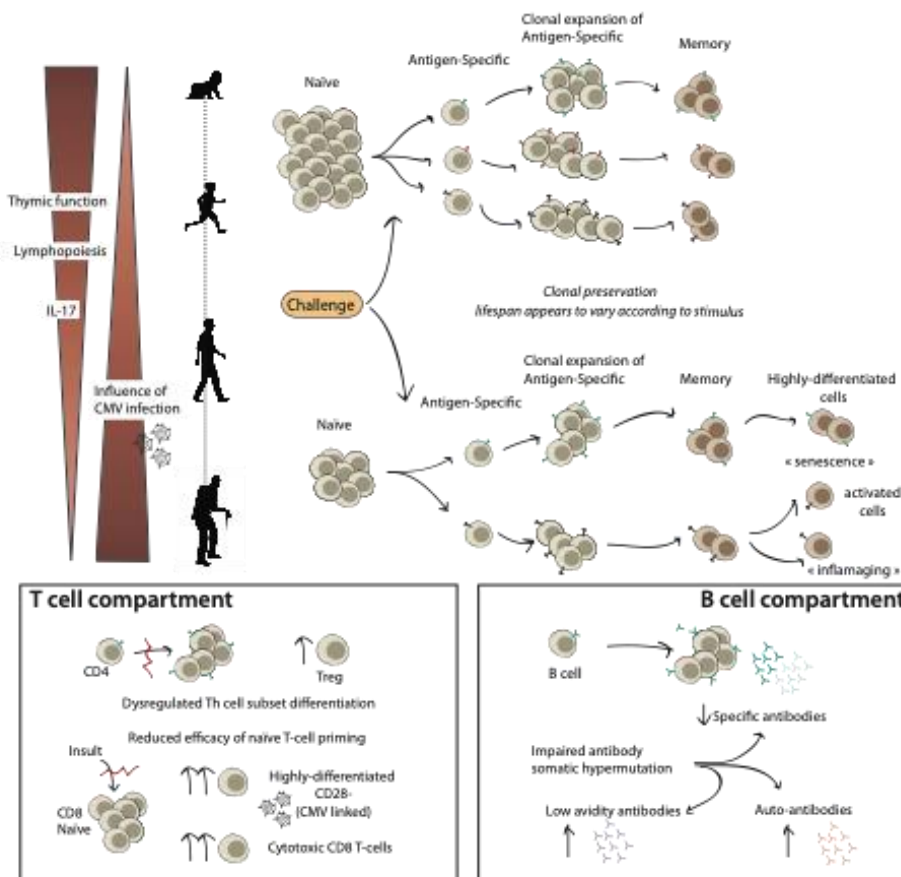 Clonal expansion of
Antigen-Specific
Memory
Antigen-Specific
Naïve
Thymic function
Lymphopoiesis
IL-17
Challenge
Clonal preservation
lifespan appears to vary according to stimulus
Influence of
CMV infection
Clonal expansion of
Antigen-Specific
Memory
Highly-differentiated
cells
Antigen-Specific
Naïve
« senescence »
activated
cells
« inflamaging »
T cell compartment
CD4
Treg
Dysregulated Th cell subset differentiation
Reduced efficacy of naïve T-cell priming
Insult
CD8
Naïve
Highly-differentiated
CD28-
(CMV linked)
Cytotoxic CD8 T-cells
B cell compartment
B cell
Specific antibodies
Impaired antibody
somatic hypermutation
Low avidity antibodies
Auto-antibodies